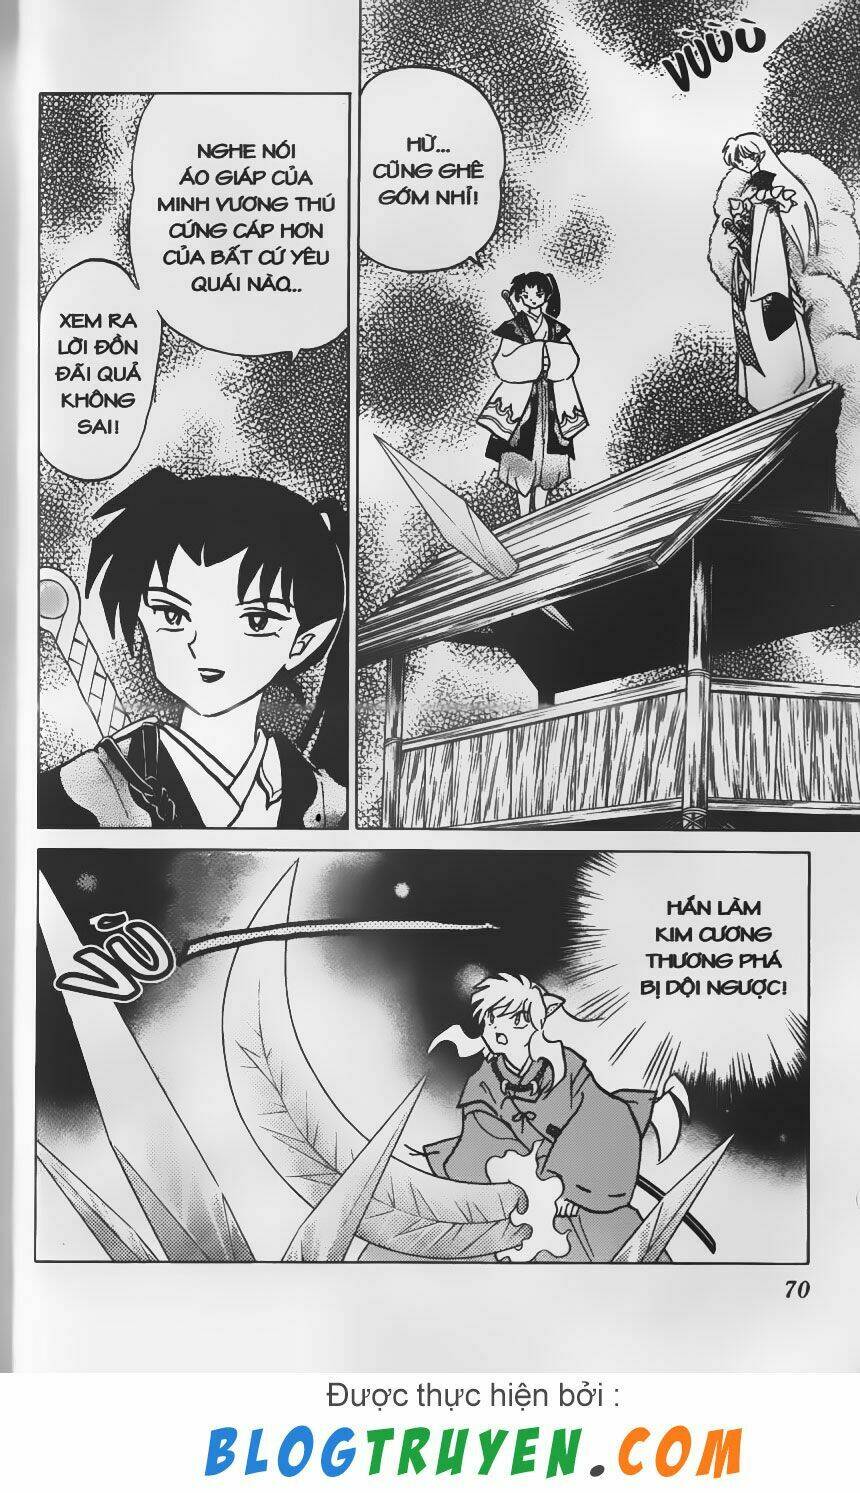 VÙÙÙÙ
HỪ...
CŨNG GHÊ
GỚM NHỈ!
NGHE NÓI
ÁO GIÁP CỦA
MINH VƯƠNG THÚ
CỨNG CÁP HƠN
CỦA BẤT CỨ YÊU
QUÁI NÀO...
XEM RA
LỜI ĐỒN
ĐÃI QUẢ
KHÔNG
SAI!
HẮN LÀM
KIM CƯƠNG
THƯƠNG PHÁ
BỊ DỘI NGƯỢC!
VÙ
70
Được thực hiện bởi :
BLOGTRUYEN.COM